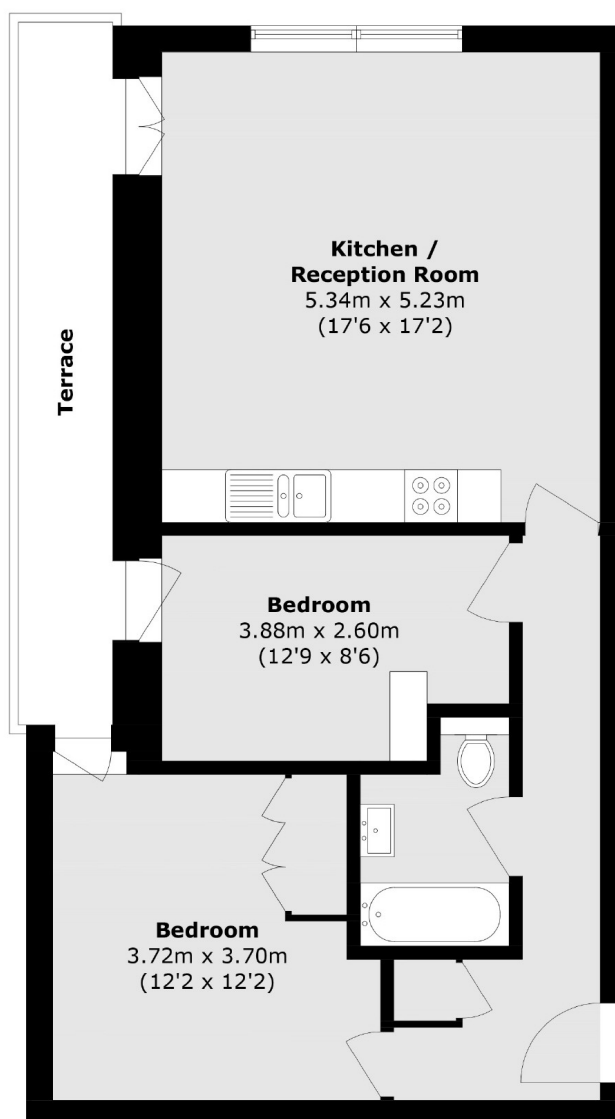 Kitchen /
Reception Room
5.34m x 5.23m
(17'6 x 17'2)
Terrace
Bedroom
3.88m x 2.60m
(12'9 x 8'6)
Bedroom
3.72m x 3.70m
(12'2 x 12'2)